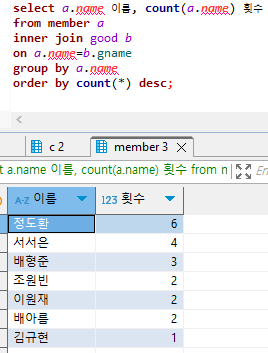 select a.name 이름, count(a.name) 횟수
from member a
inner join good b
on a.name=b.gname
group by a.name
order by count(*) desc;
c 2
member 3
t a.name 이름, count(a.name) 횟수 from n
En
A-Z 이름
123 횟수
정도환 6
서서은 4
배형준 3
조원빈 2
이원재 2
배아름 2
김규현 1